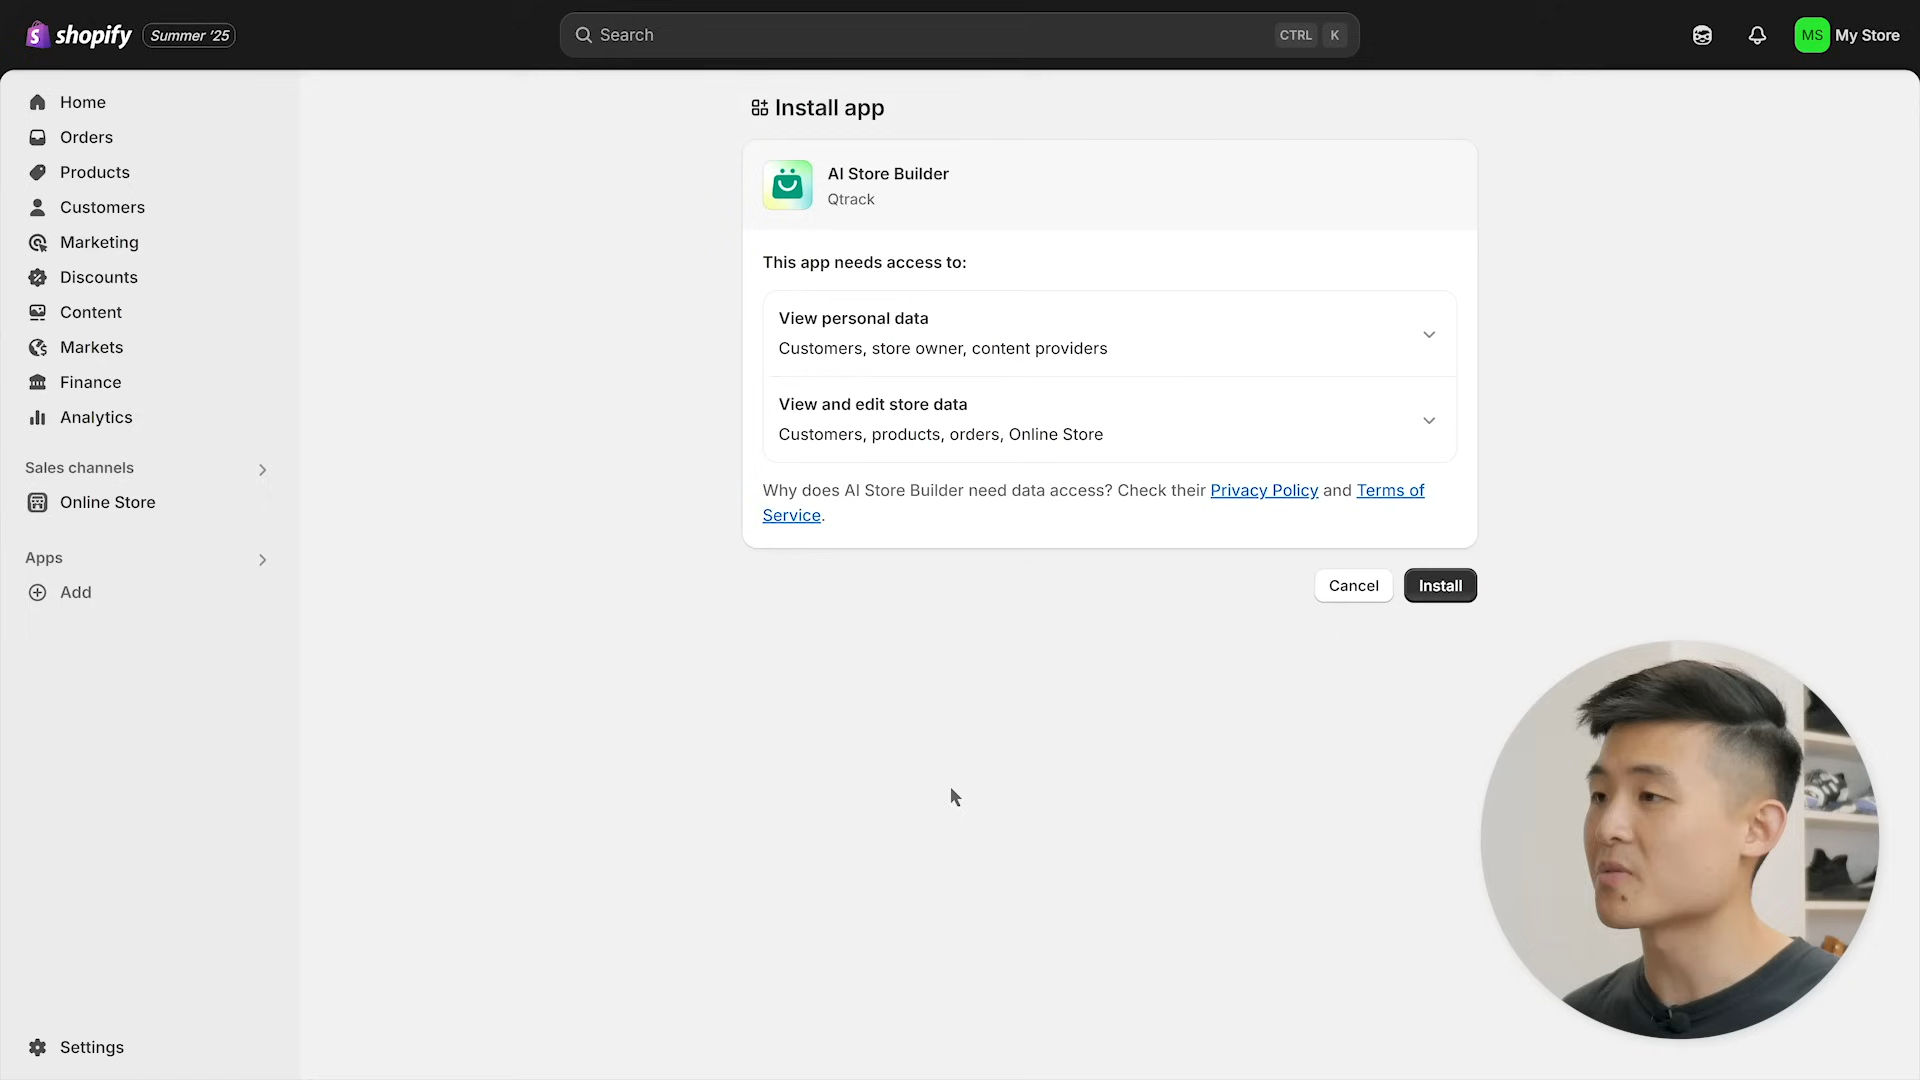 shopify
Summer '25
Search
CTRL K
MS
My Store
Home
Orders
Products
Customers
Marketing
Discounts
Content
Markets
Finance
Analytics
Sales channels
Online Store
Apps
Add
Settings
Install app
AI Store Builder
Qtrack
This app needs access to:
View personal data
Customers, store owner, content providers
View and edit store data
Customers, products, orders, Online Store
Why does AI Store Builder need data access? Check their Privacy Policy and Terms of
Service.
Cancel
Install